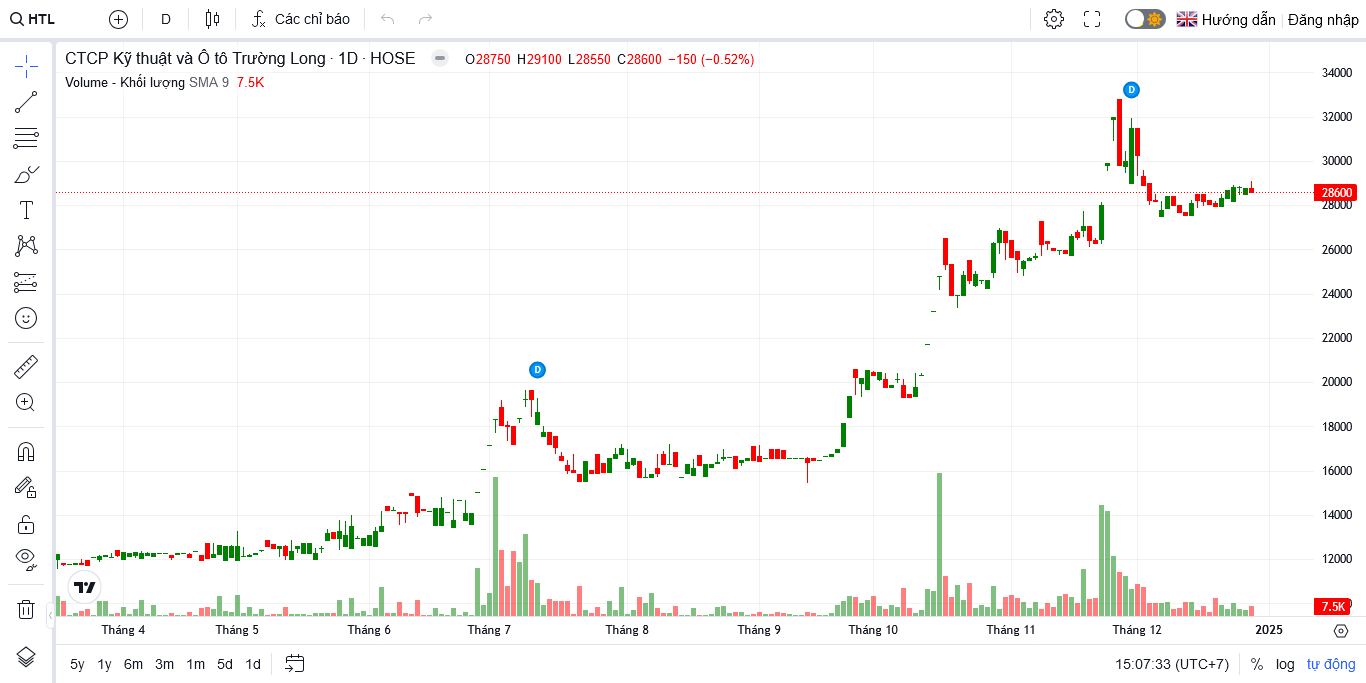 HTL D Các chỉ báo Hướng dẫn Đăng nhập
CTCP Kỹ thuật và Ô tô Trường Long · 1D · HOSE O28750 H29100 L28550 C28600 −150 (−0.52%)
Volume - Khối lượng SMA 9 7.5K
D
D
34000
32000
30000
28600
28000
26000
24000
22000
20000
18000
16000
14000
12000
7.5K
Tháng 4 Tháng 5 Tháng 6 Tháng 7 Tháng 8 Tháng 9 Tháng 10 Tháng 11 Tháng 12 2025
5y 1y 6m 3m 1m 5d 1d 15:07:33 (UTC+7) % log tự động